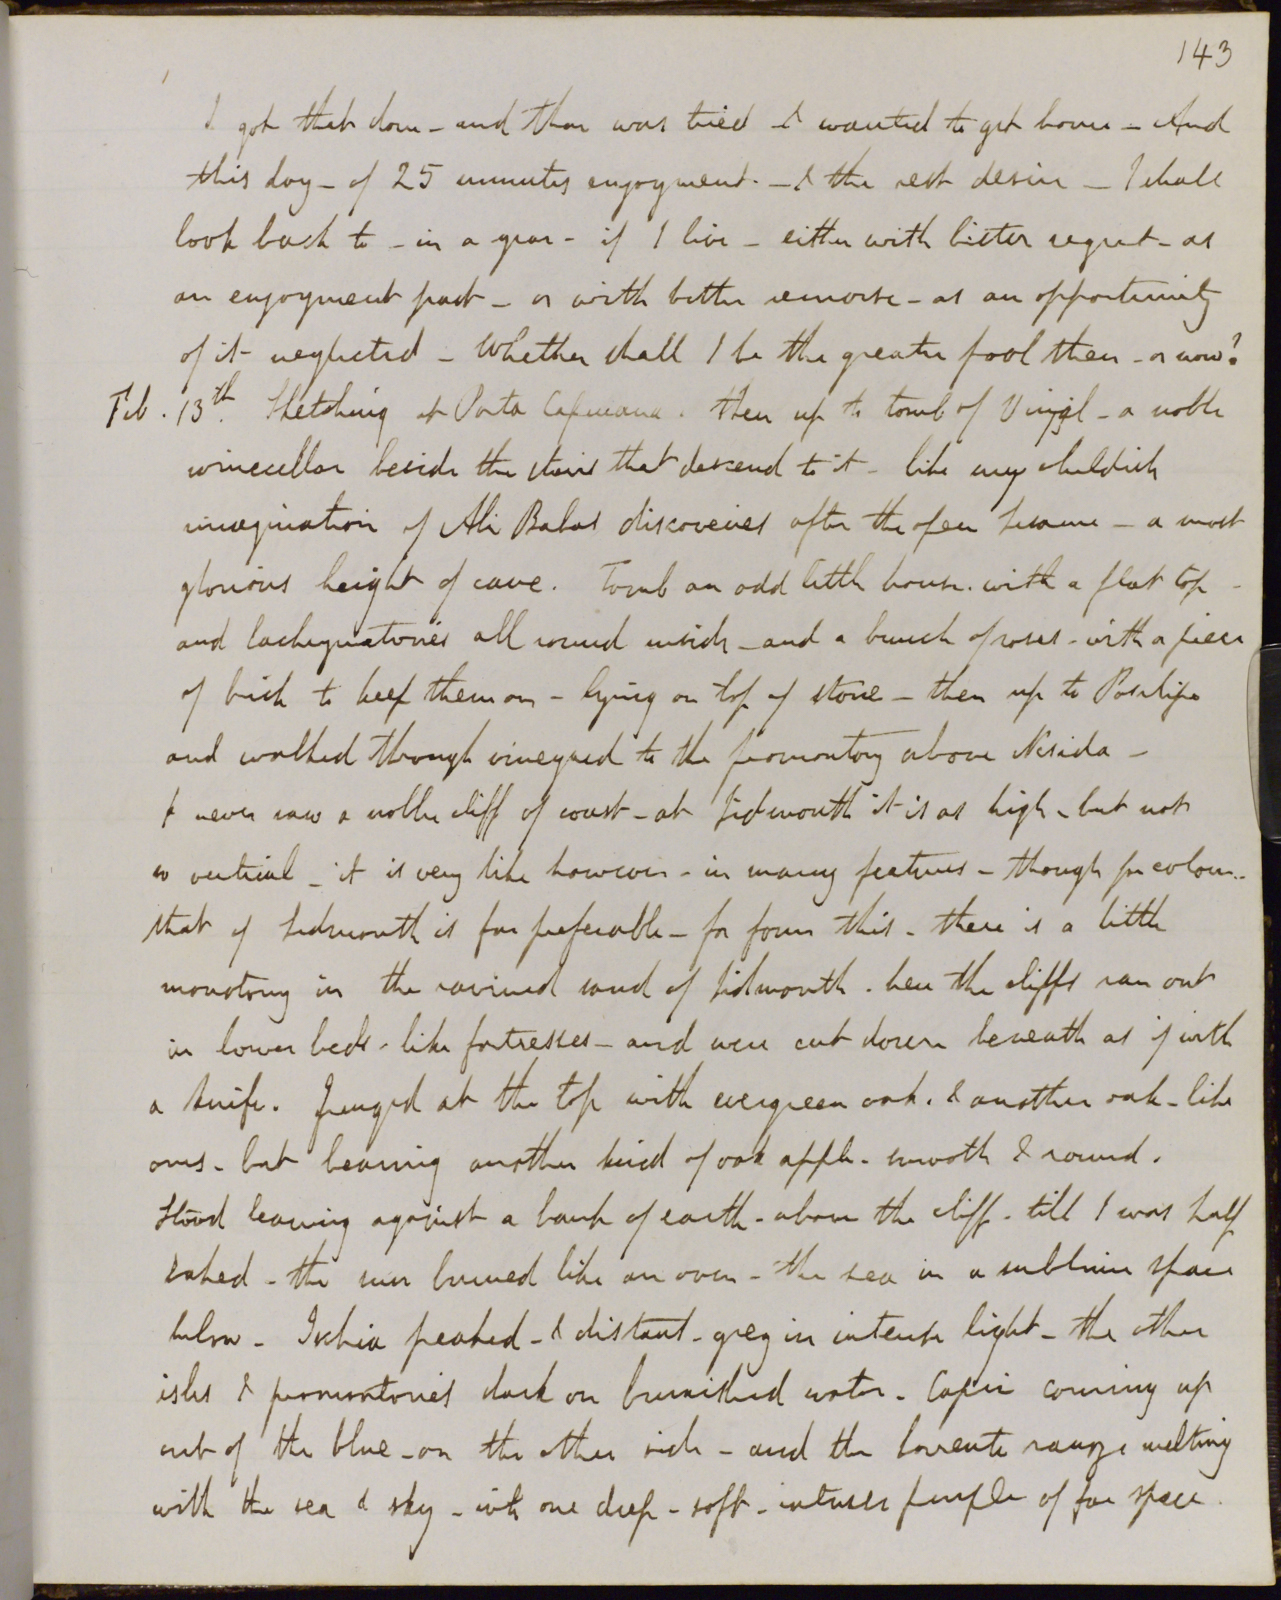 143
I got that done – and then was tired & wanted to get home – And
this day – of 25 minutes enjoyment – & the rest desire – I shall
look back to – in a year – if I live – either with bitter regret – as
an enjoyment past – or with bitter remorse – as an opportunity
of it neglected – Whether shall I be the greater fool then – or now?
Feb. 13th. Sketching at Porta Capuana. then up to tomb of Virgil – a noble
winecellar beside the stairs that descend to it – like my childish
imagination of Ali Babas discoveries after the open Sesame – a most
glorious height of cave. Tomb an odd little house. with a flat top –
and lachrymatories all round inside – and a bunch of roses – with a piece
of brick to keep them on – lying on top of stone – then up to Posilipo
and walked through vineyard to the promontory above Nisida –
I never saw a nobler cliff of coast – at Sidmouth it is as high – but not
so vertical – it is very like however – in many features – though for colour..
that of Sidmouth is far preferable – for form this – there is a little
monotony in the ravined sand of Sidmouth. here the cliffs ran out
in lower beds – like fortresses – and were cut down beneath as if with
a knife. Fringed at the top with evergreen oak. & another oak – like
ours – but bearing another kind of oak apple – smooth & round.
Stood leaning against a bank of earth – above the cliff – till I was half
baked – the sun burned like an oven – the sea in a sublime space
below – Ischia peaked – & distant – grey in intense light – the other
isles & promontories dark on burnished water – Capri coming up
out of the blue – on the other side – and the Sorrento range melting
with the sea & sky – into one deep – soft – intense purple of far space.